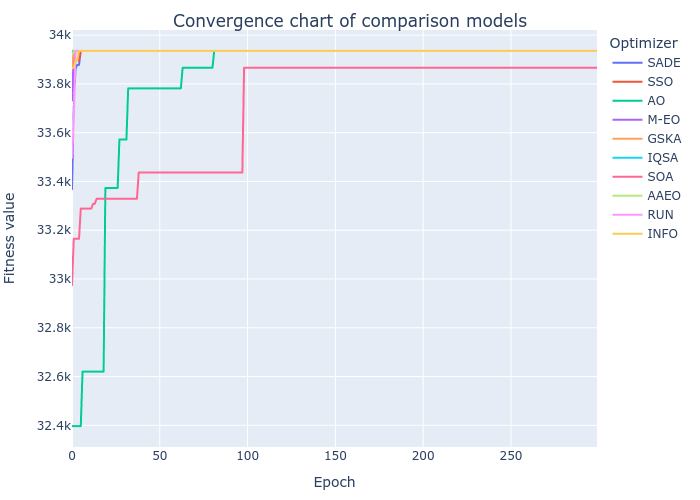 Convergence chart of comparison models
34k
33.8k
33.6k
33.4k
33.2k
33k
32.8k
32.6k
32.4k
Fitness value
0
50
100
150
200
250
Epoch
Optimizer
SADE
SSO
AO
M-EO
GSKA
IQSA
SOA
AAEO
RUN
INFO